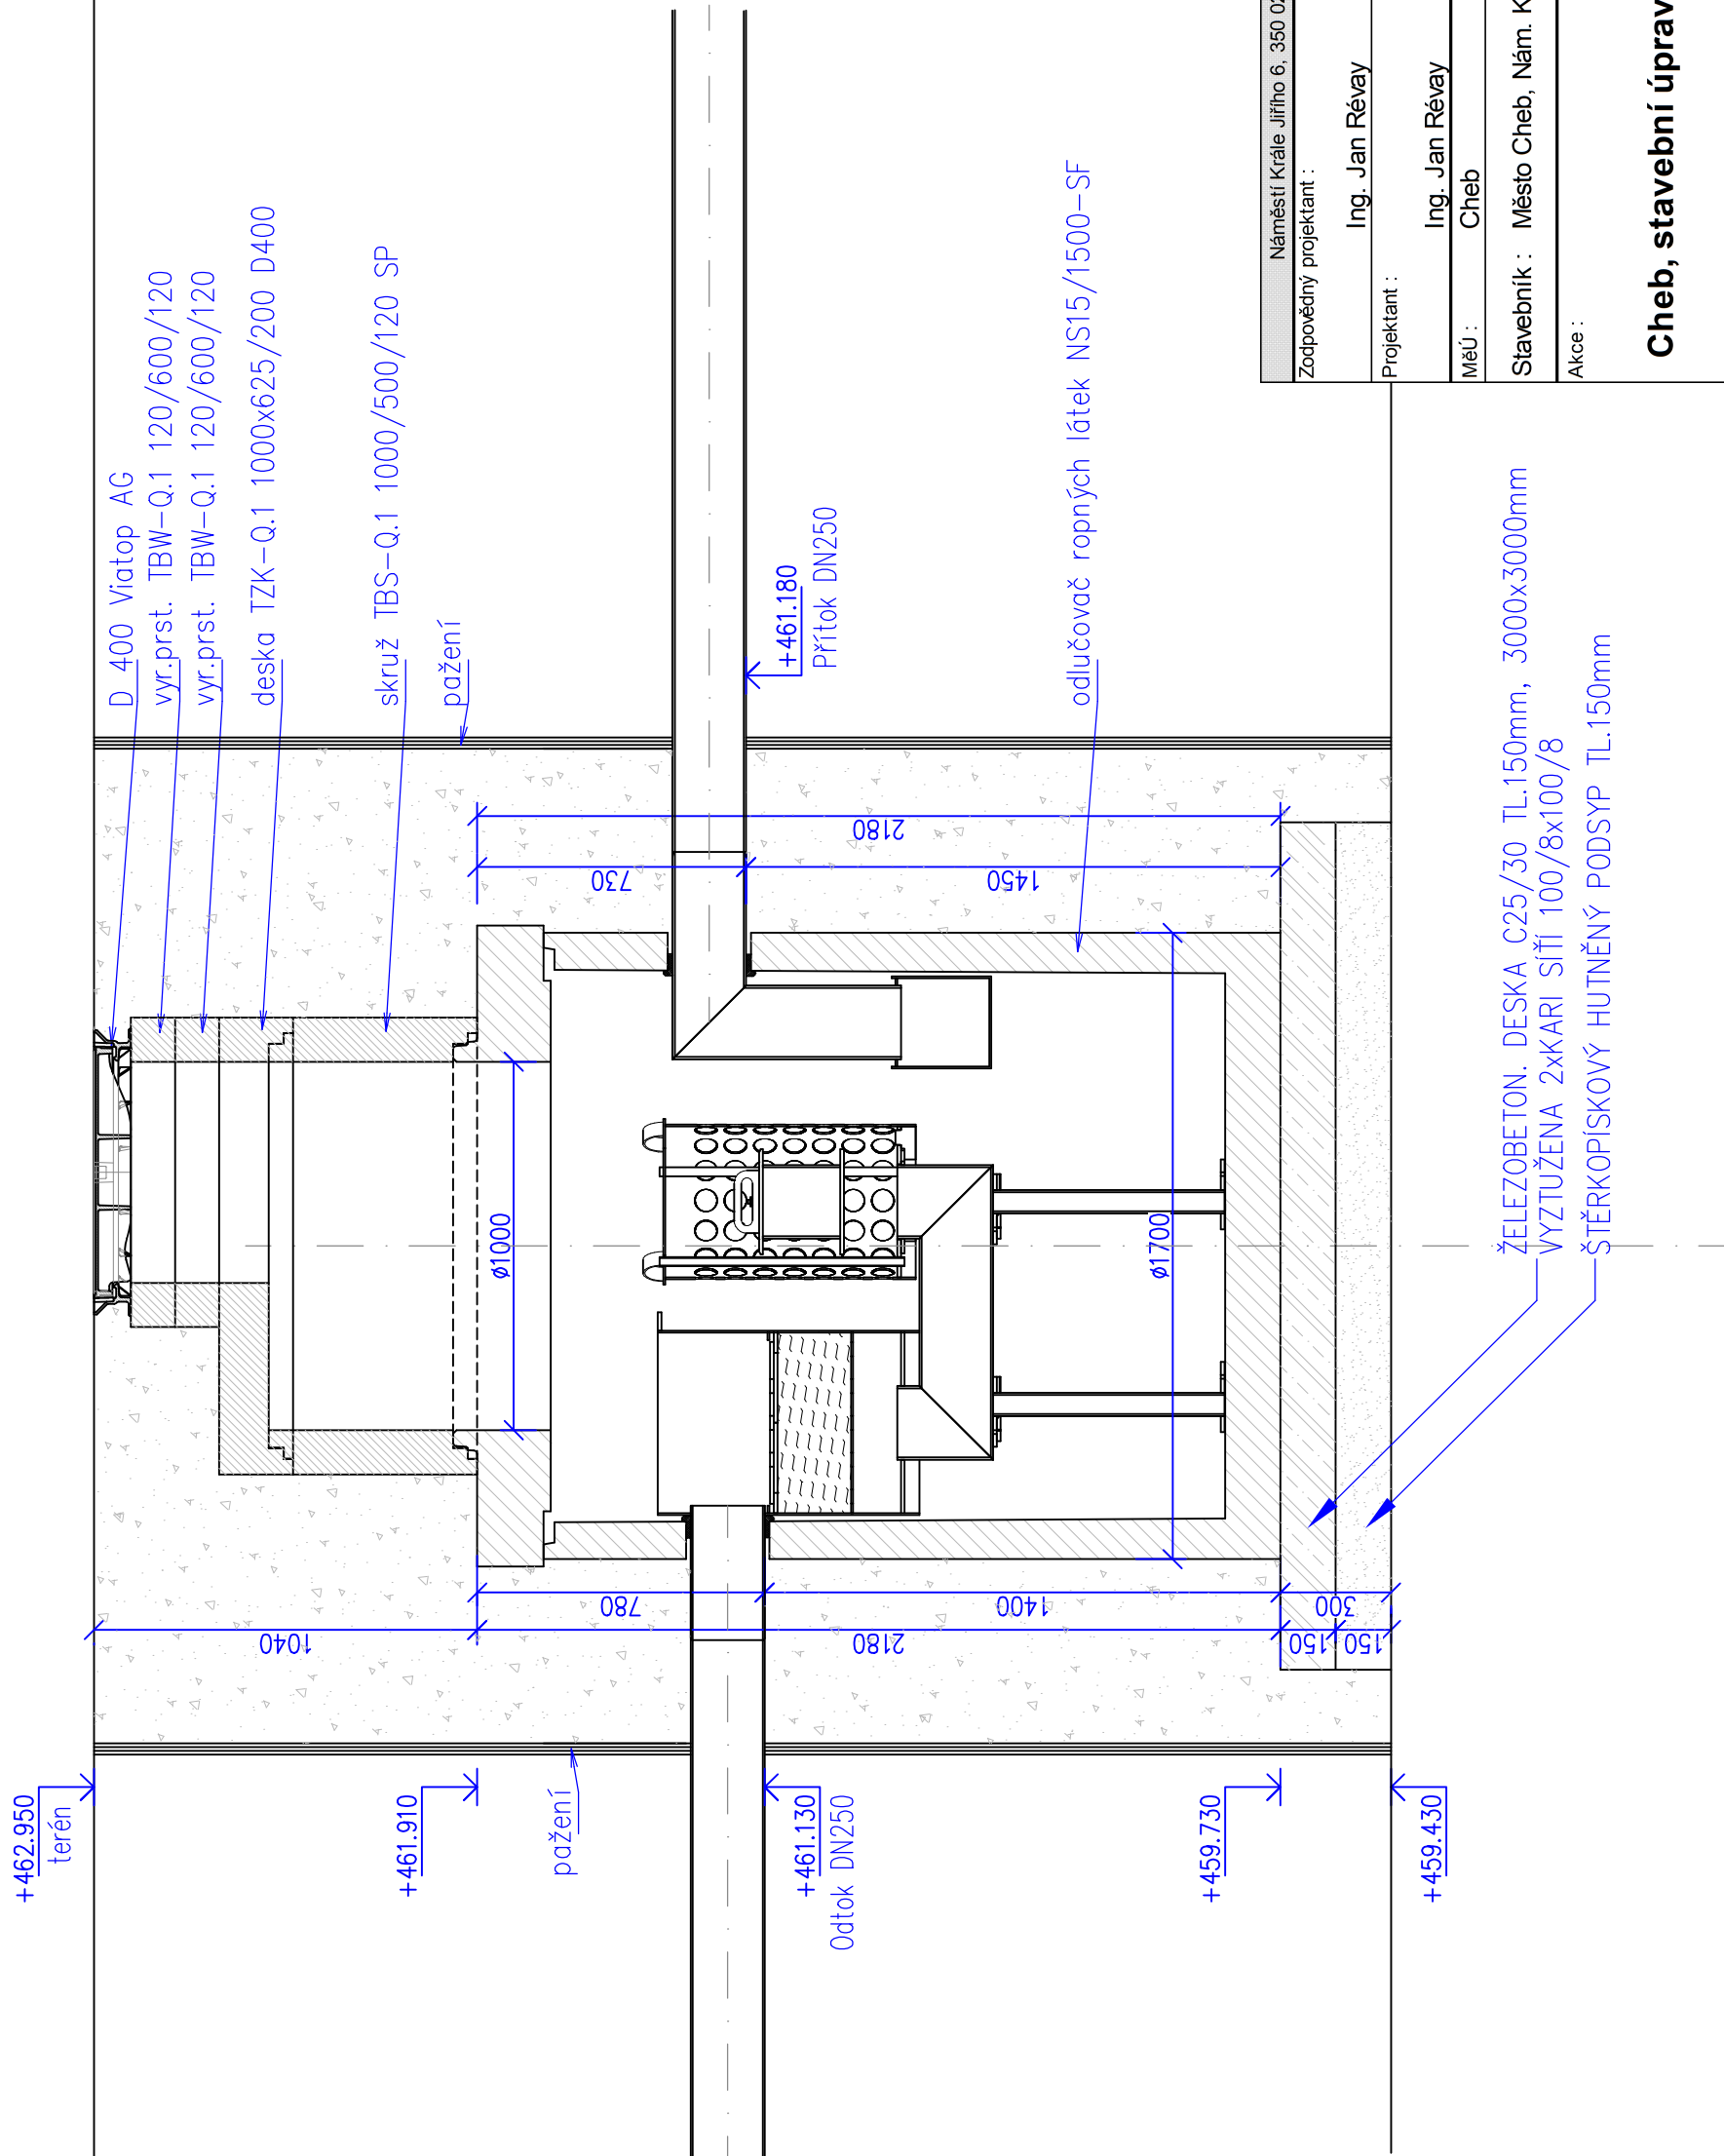 D 400 Viatop AG
vyr.prst. TBW-Q.1 120/600/120
vyr.prst. TBW-Q.1 120/600/120
deska TZK-Q.1 1000x625/200 D400
skruž TBS-Q.1 1000/500/120 SP
pažení
+461.180
Přítok DN250
odlučovač ropných látek NS15/1500-SF
2180
730
1450
ø1000
ø1700
780
1400
300
1040
2180
150
150
+462.950
terén
+461.910
pažení
+461.130
Odtok DN250
+459.730
+459.430
ŽELEZOBETON. DESKA C25/30 TL.150mm, 3000x3000mm
VYZTUŽENA 2xKARI SÍTÍ 100/8x100/8
ŠTĚRKOPÍSKOVÝ HUTNĚNÝ PODSYP TL.150mm
Náměstí Krále Jiřího 6, 350 02
Zodpovědný projektant :
Ing. Jan Révay
Projektant :
Ing. Jan Révay
MěÚ : Cheb
Stavebník : Město Cheb, Nám. K
Akce :
Cheb, stavební úprav